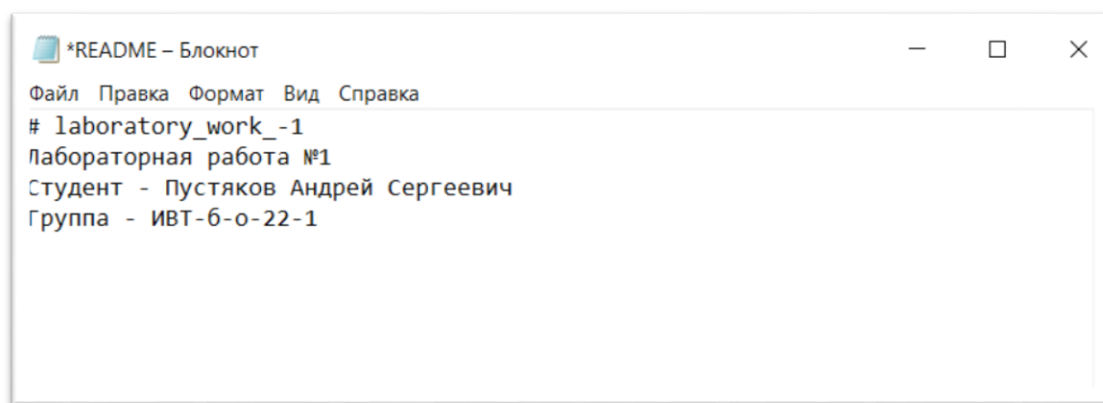 *README – Блокнот
Файл Правка Формат Вид Справка
# laboratory_work_-1
Лабораторная работа №1
Студент - Пустяков Андрей Сергеевич
Группа - ИВТ-б-о-22-1